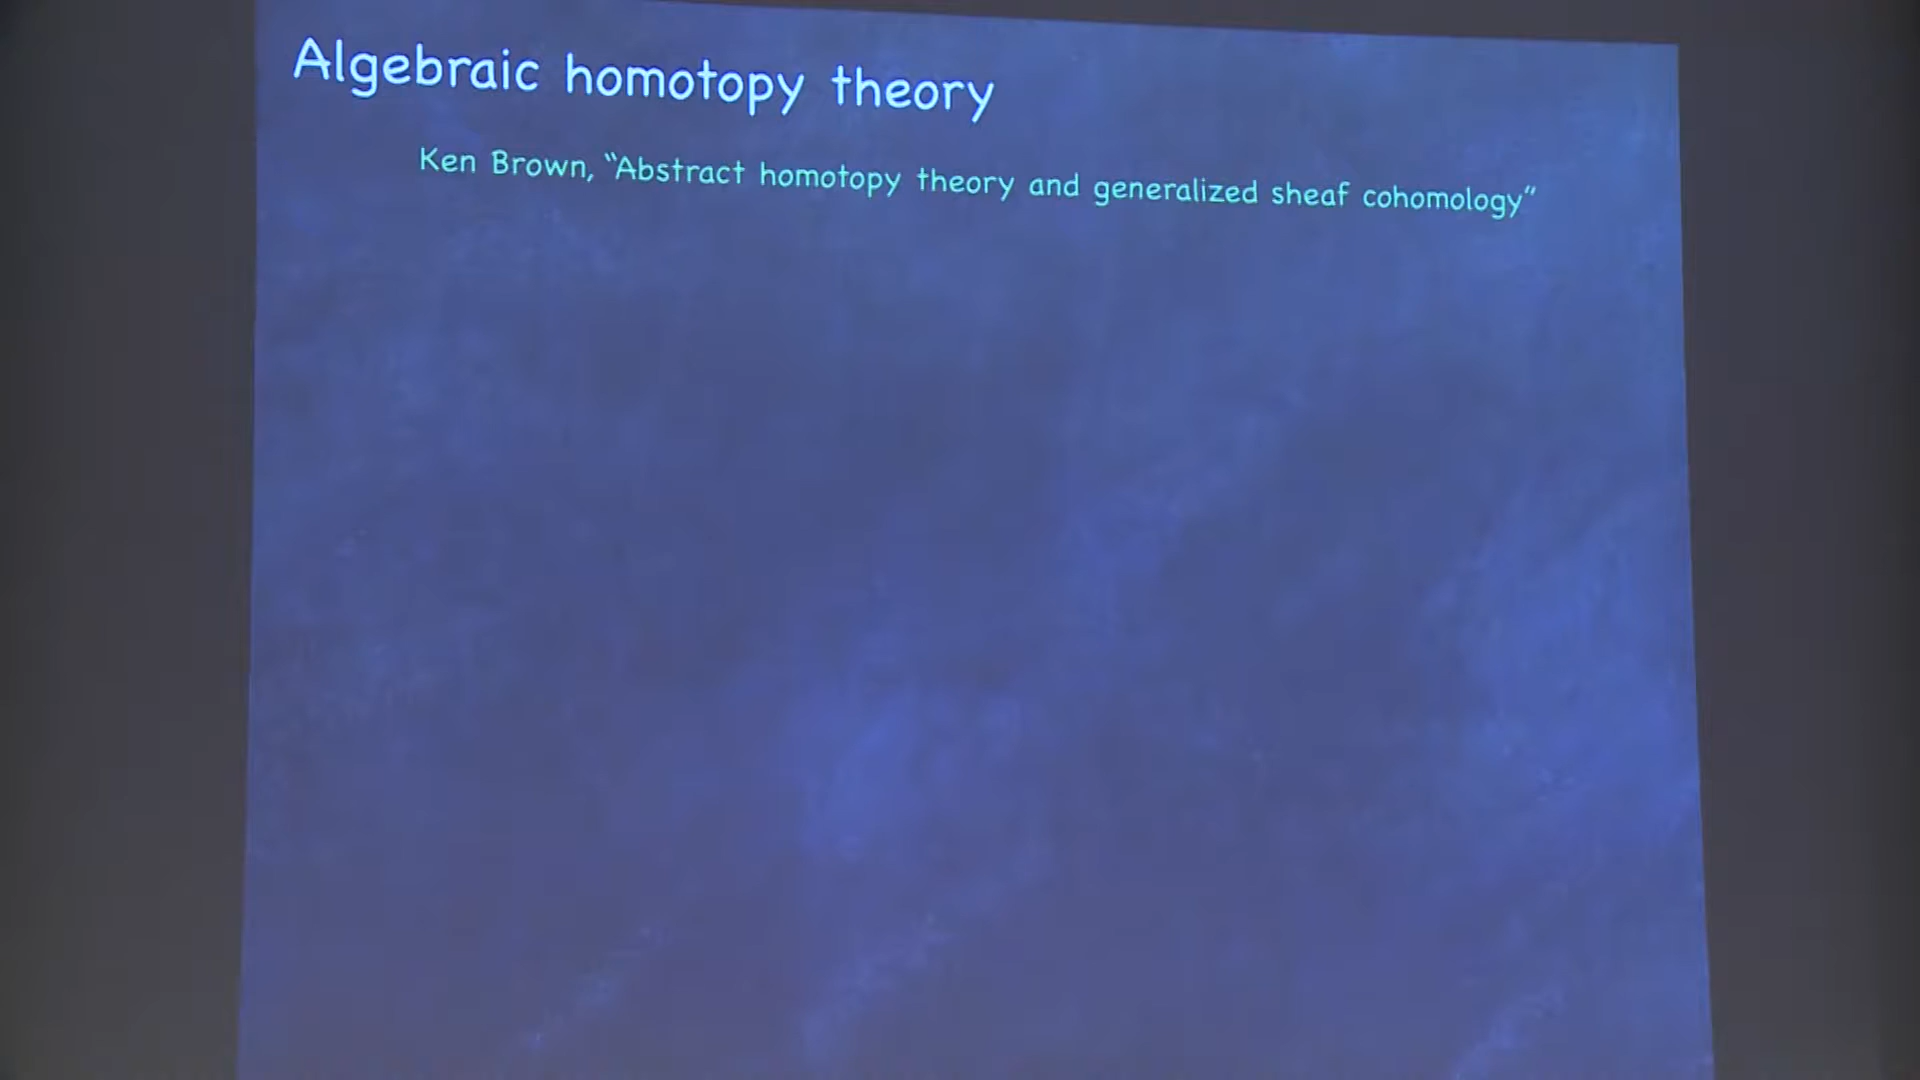 Algebraic homotopy theory
Ken Brown, “Abstract homotopy theory and generalized sheaf cohomology”